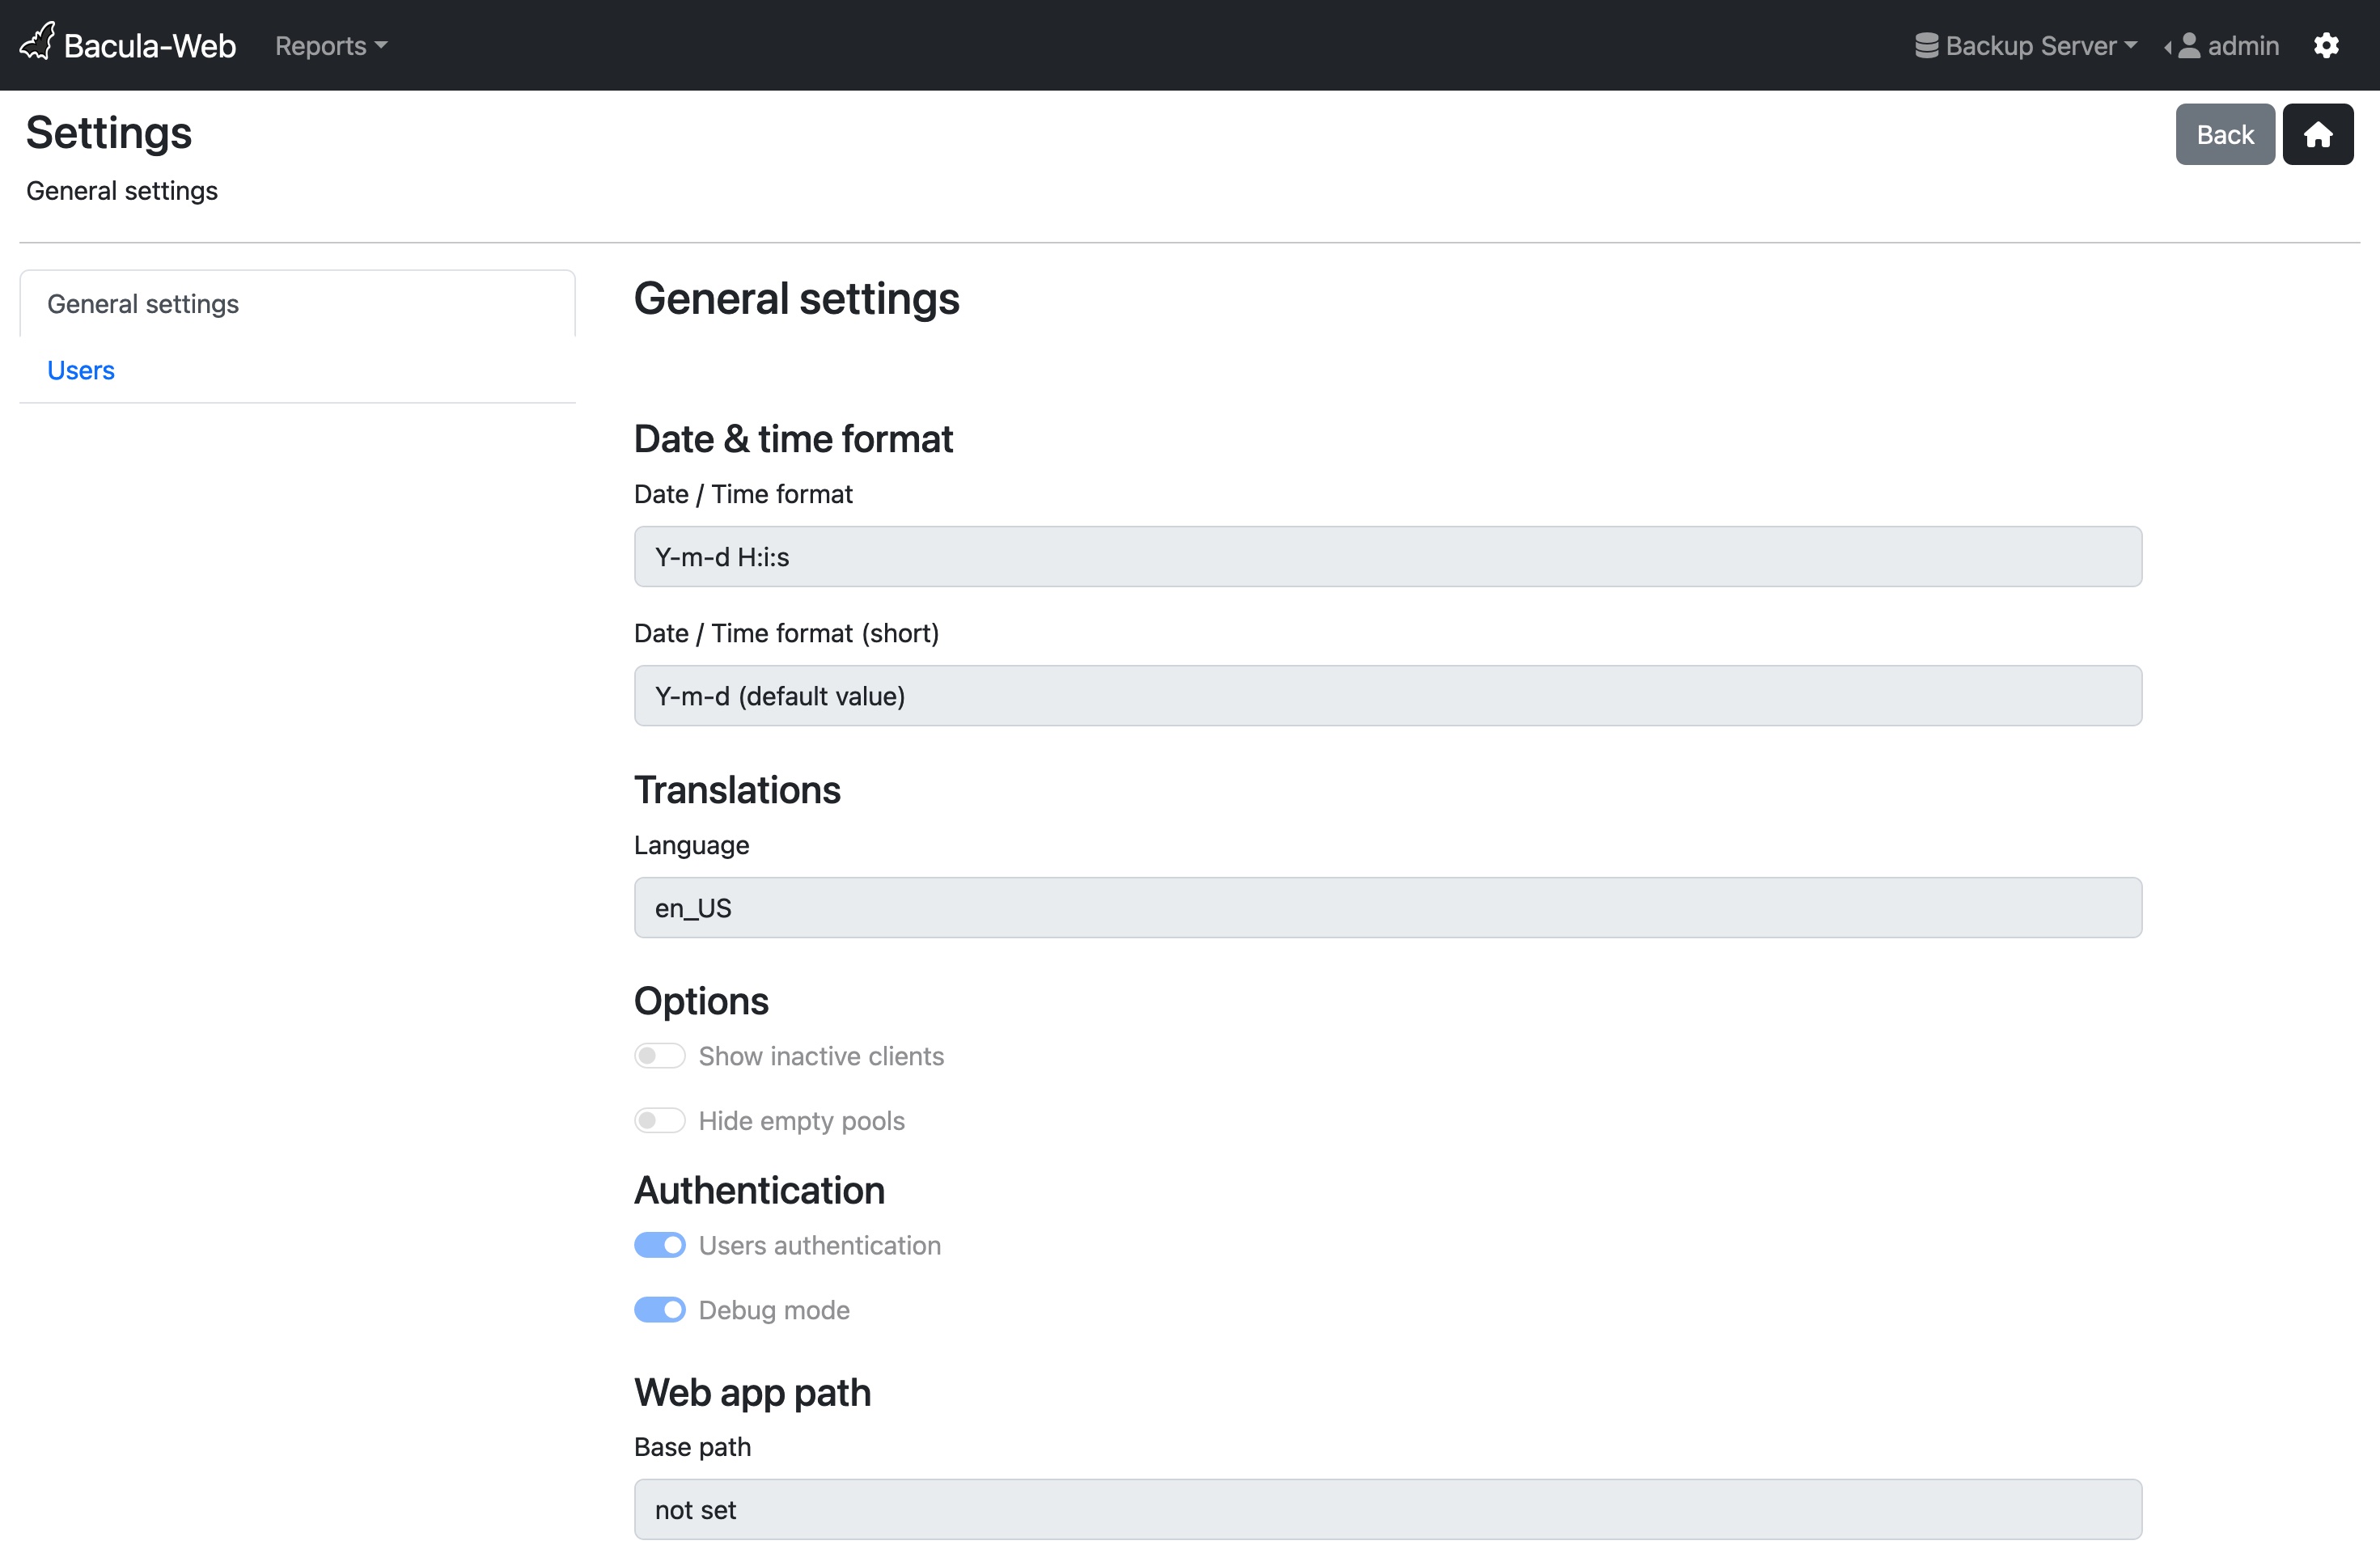 Bacula-Web Reports Backup Server admin
Settings
Back
General settings
General settings
Users
General settings
Date & time format
Date / Time format
Y-m-d H:i:s
Date / Time format (short)
Y-m-d (default value)
Translations
Language
en_US
Options
Show inactive clients
Hide empty pools
Authentication
Users authentication
Debug mode
Web app path
Base path
not set